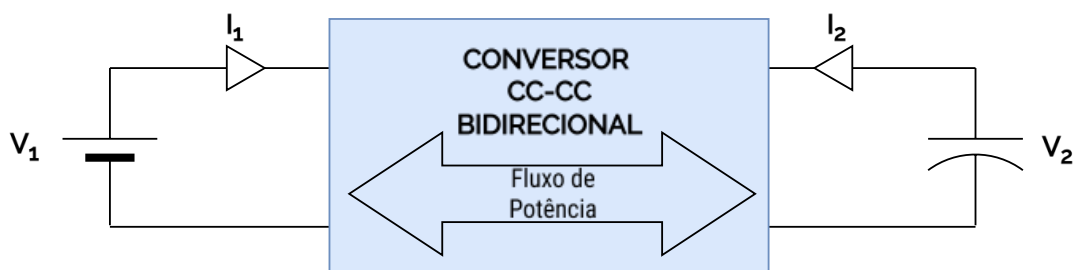 I₁
I₂
CONVERSOR
CC-CC
BIDIRECIONAL
V₁
V₂
Fluxo de
Potência